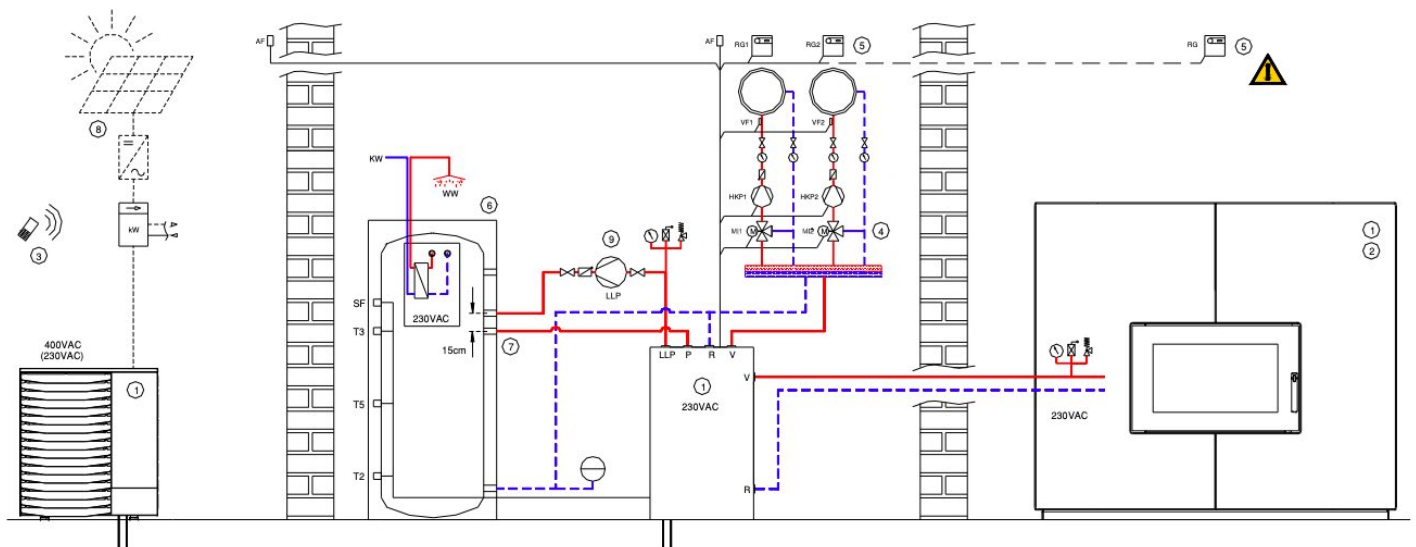 AF
AF
RG1
RG2
5
RG
5
8
VF1
VF2
KW
WW
6
kW
HKP1
HKP2
9
3
MI1
M
MI2
M
4
1
2
LLP
SF
230VAC
T3
15cm
7
400VAC
(230VAC)
LLP P R V
1
V
1
230VAC
230VAC
T5
T2
R